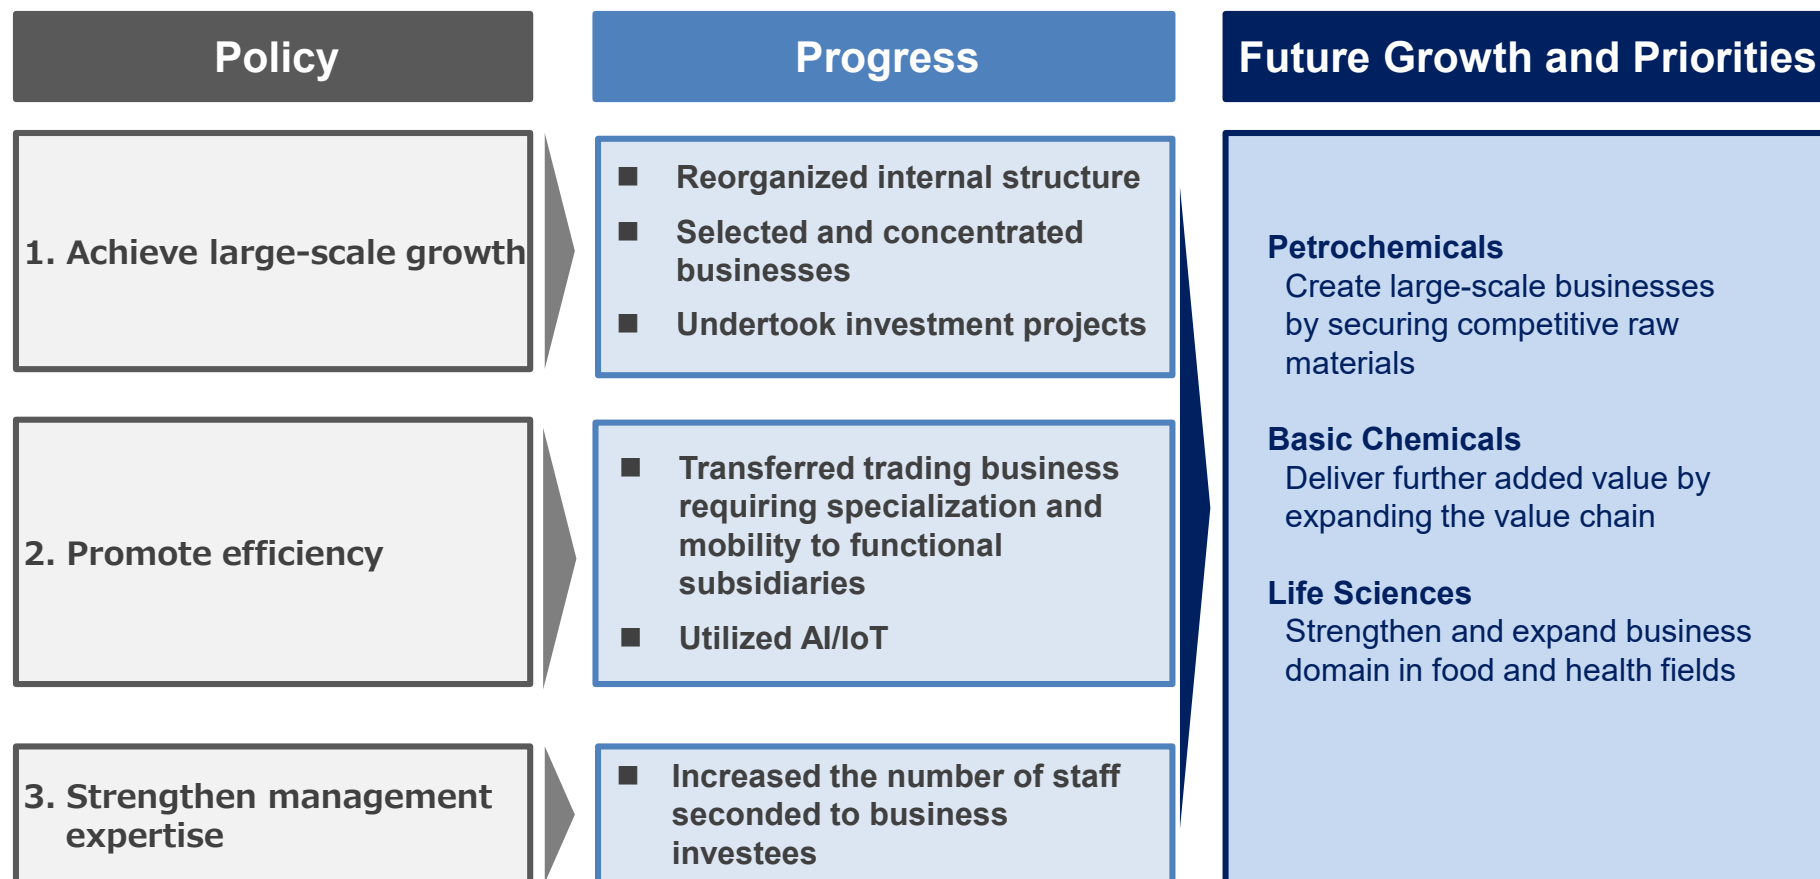 Policy
Progress
Future Growth and Priorities
1. Achieve large-scale growth
■ Reorganized internal structure
■ Selected and concentrated
businesses
■ Undertook investment projects
2. Promote efficiency
■ Transferred trading business
requiring specialization and
mobility to functional
subsidiaries
■ Utilized AI/IoT
3. Strengthen management
expertise
■ Increased the number of staff
seconded to business
investees
Petrochemicals
Create large-scale businesses
by securing competitive raw
materials
Basic Chemicals
Deliver further added value by
expanding the value chain
Life Sciences
Strengthen and expand business
domain in food and health fields